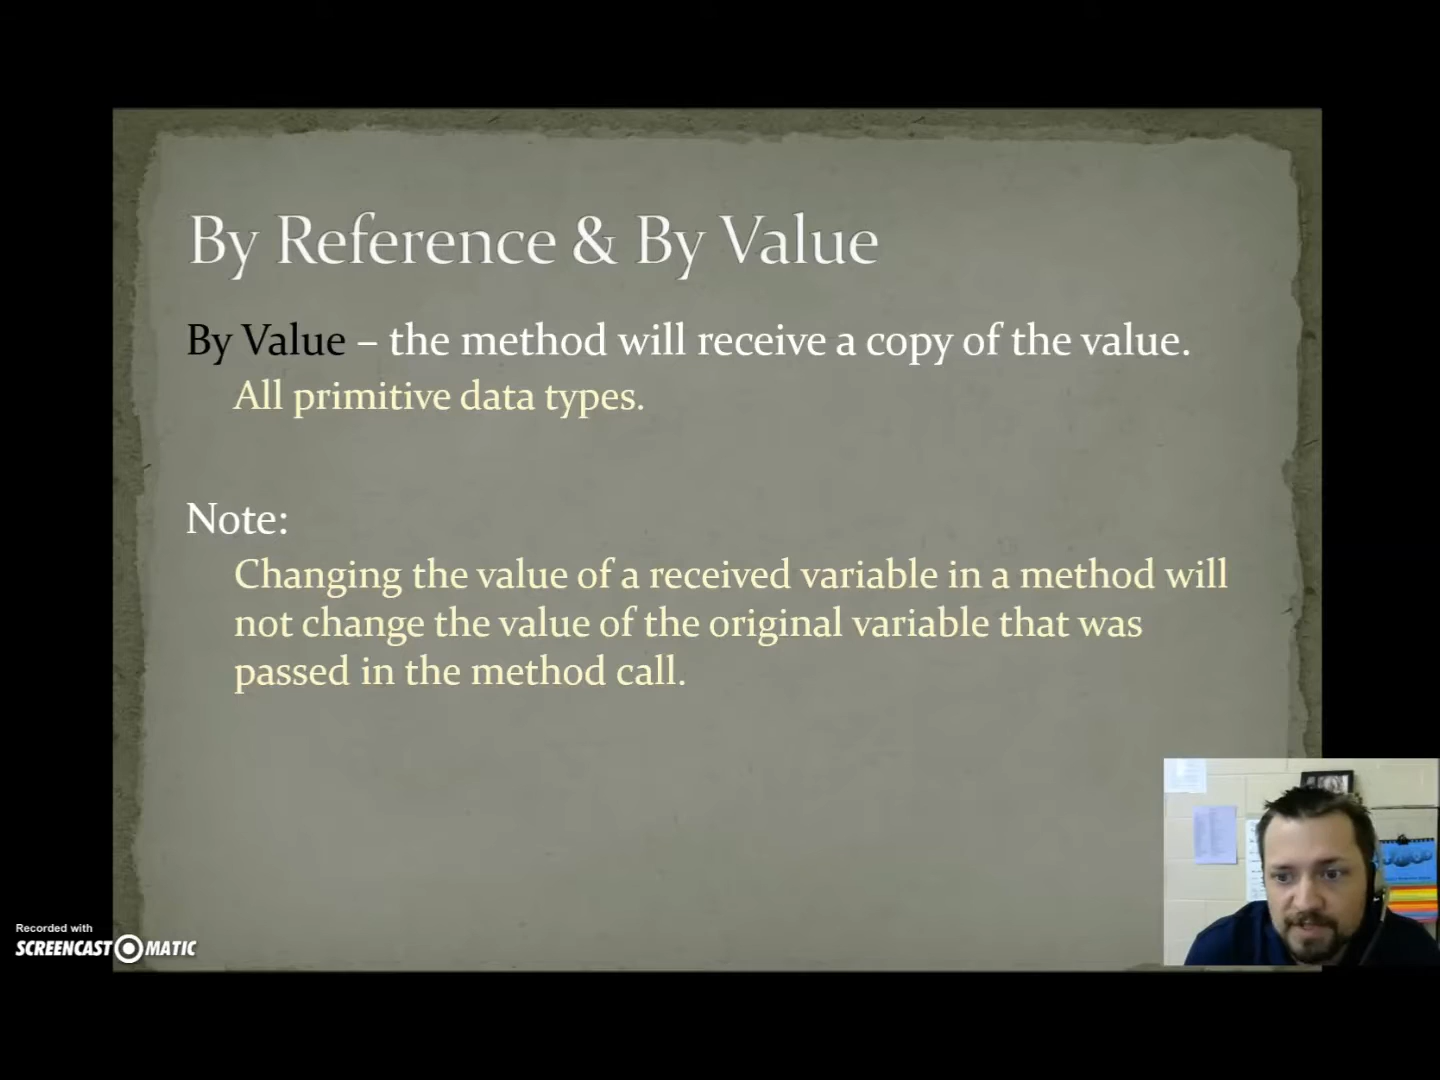 By Reference & By Value
By Value – the method will receive a copy of the value.
All primitive data types.
Note:
Changing the value of a received variable in a method will
not change the value of the original variable that was
passed in the method call.
Recorded with
SCREENCAST-O-MATIC